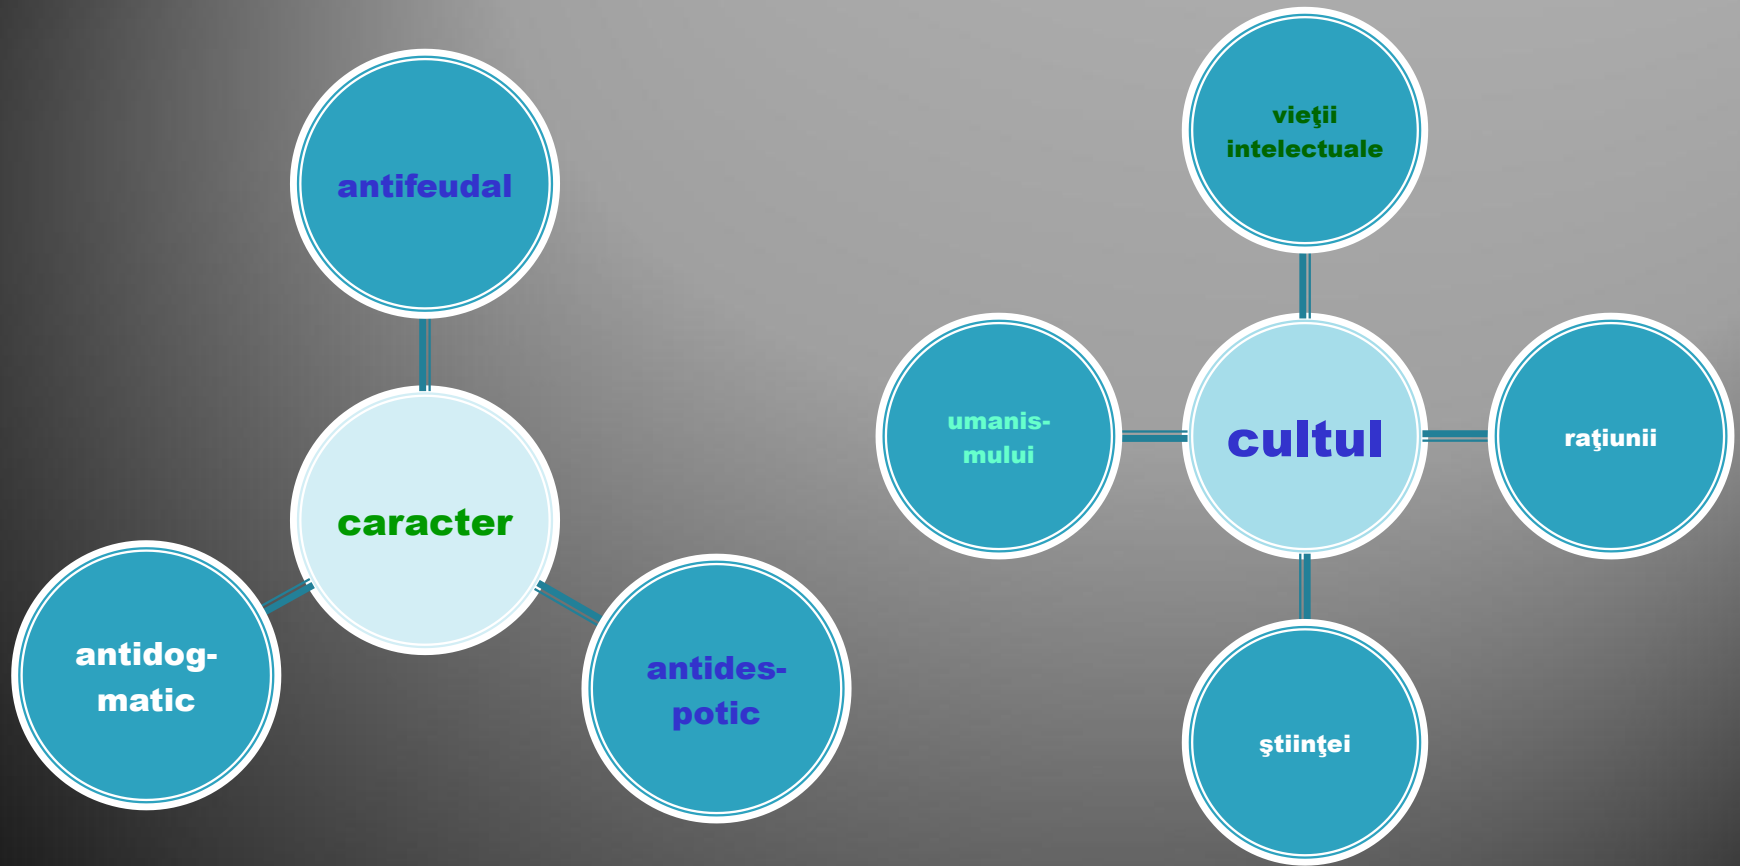 antifeudal
caracter
antidog-
matic
antides-
potic
vieţii
intelectuale
umanis-
mului
cultul
raţiunii
ştiinţei